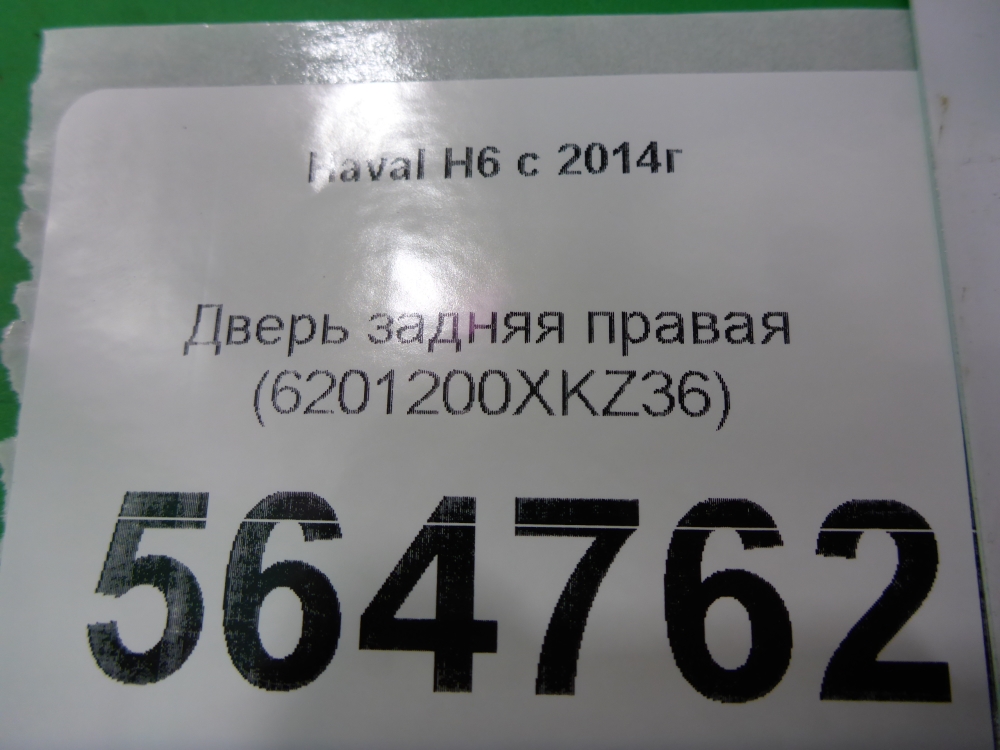 Haval H6 с 2014г
Дверь задняя правая
(6201200XKZ36)
564762